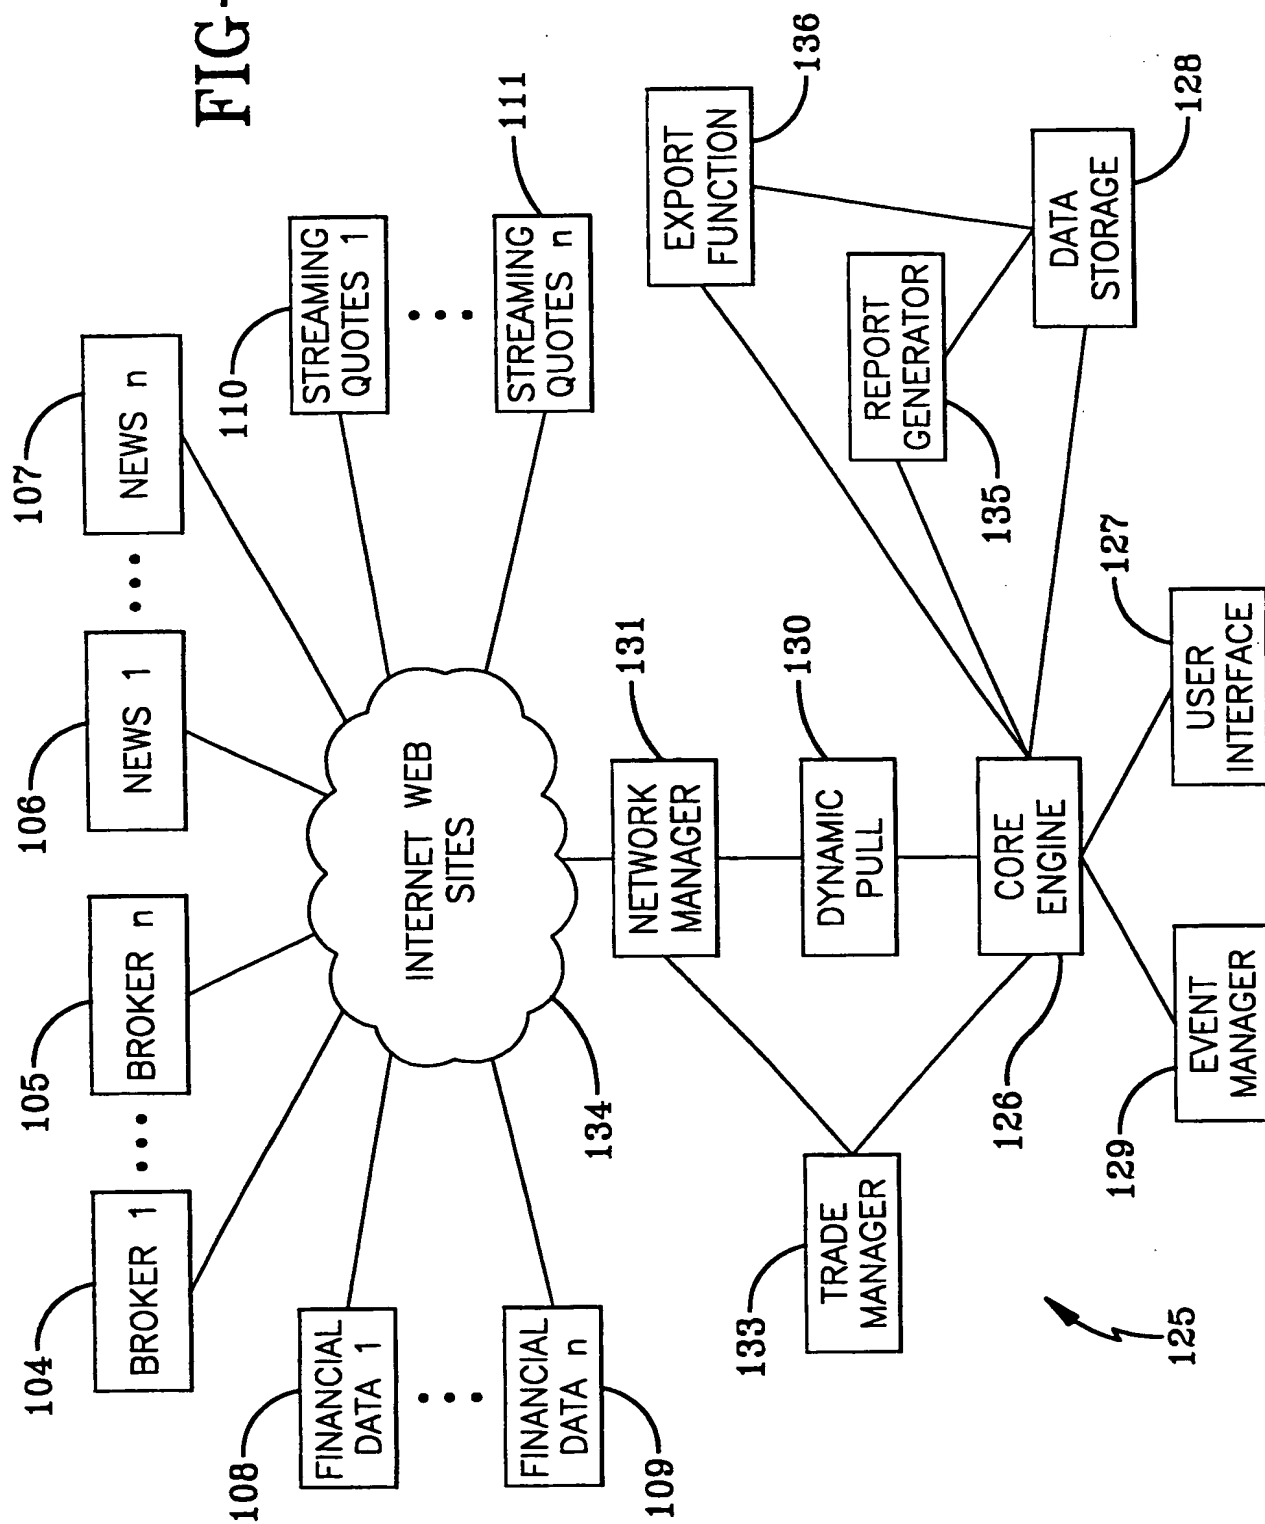 104
105
106
107
BROKER 1
BROKER n
NEWS 1
NEWS n
FIG-
108
110
FINANCIAL
DATA 1
STREAMING
QUOTES 1
INTERNET WEB
SITES
FINANCIAL
DATA n
STREAMING
QUOTES n
111
109
134
131
NETWORK
MANAGER
EXPORT
FUNCTION
136
133
130
TRADE
MANAGER
DYNAMIC
PULL
REPORT
GENERATOR
135
126
CORE
ENGINE
DATA
STORAGE
128
129
127
125
EVENT
MANAGER
USER
INTERFACE